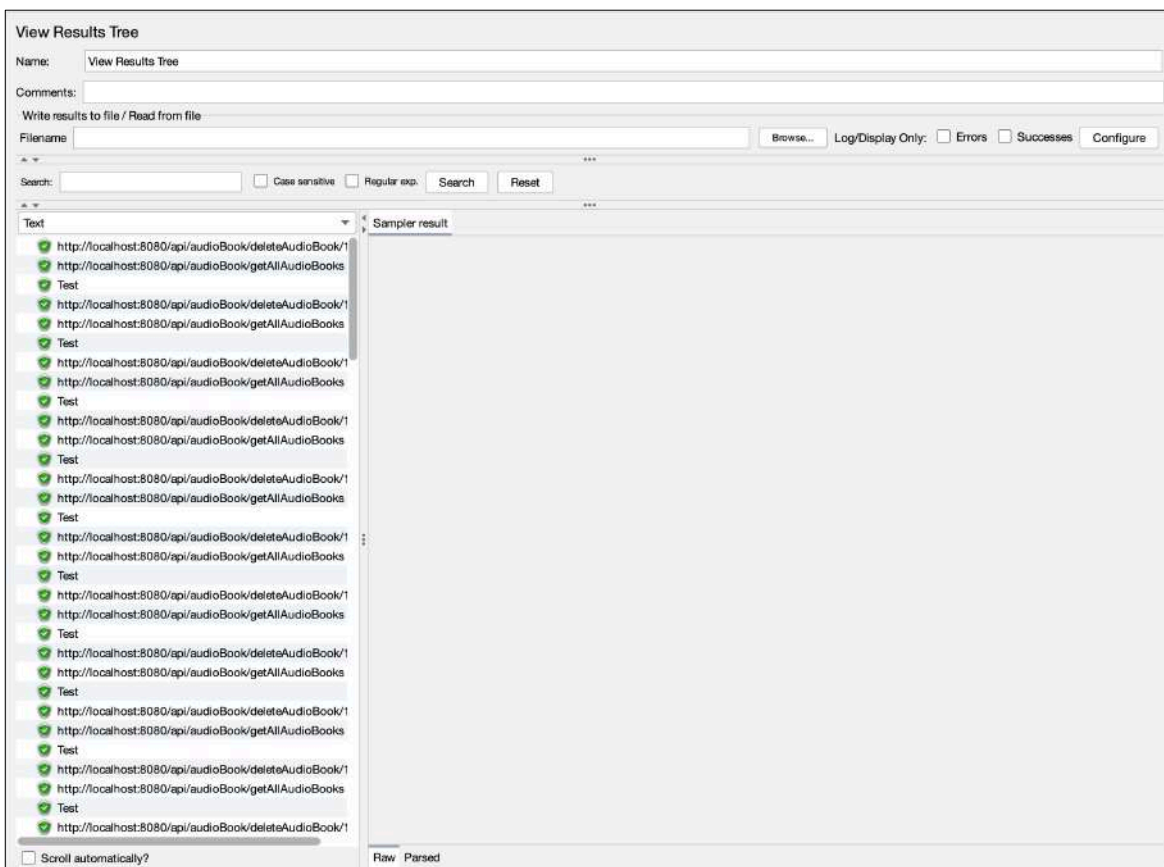 View Results Tree
Name: View Results Tree
Comments:
Write results to file / Read from file
Filename Browse... Log/Display Only: Errors Successes Configure
Search: Case sensitive Regular exp. Search Reset
Text Sampler result
http://localhost:8080/api/audioBook/deleteAudioBook/1
http://localhost:8080/api/audioBook/getAllAudioBooks
Test
http://localhost:8080/api/audioBook/deleteAudioBook/1
http://localhost:8080/api/audioBook/getAllAudioBooks
Test
http://localhost:8080/api/audioBook/deleteAudioBook/1
http://localhost:8080/api/audioBook/getAllAudioBooks
Test
http://localhost:8080/api/audioBook/deleteAudioBook/1
http://localhost:8080/api/audioBook/getAllAudioBooks
Test
http://localhost:8080/api/audioBook/deleteAudioBook/1
http://localhost:8080/api/audioBook/getAllAudioBooks
Test
http://localhost:8080/api/audioBook/deleteAudioBook/1
http://localhost:8080/api/audioBook/getAllAudioBooks
Test
http://localhost:8080/api/audioBook/deleteAudioBook/1
http://localhost:8080/api/audioBook/getAllAudioBooks
Test
http://localhost:8080/api/audioBook/deleteAudioBook/1
http://localhost:8080/api/audioBook/getAllAudioBooks
Test
http://localhost:8080/api/audioBook/deleteAudioBook/1
http://localhost:8080/api/audioBook/getAllAudioBooks
Test
http://localhost:8080/api/audioBook/deleteAudioBook/1
http://localhost:8080/api/audioBook/getAllAudioBooks
Test
http://localhost:8080/api/audioBook/deleteAudioBook/1
Scroll automatically? Raw Parsed